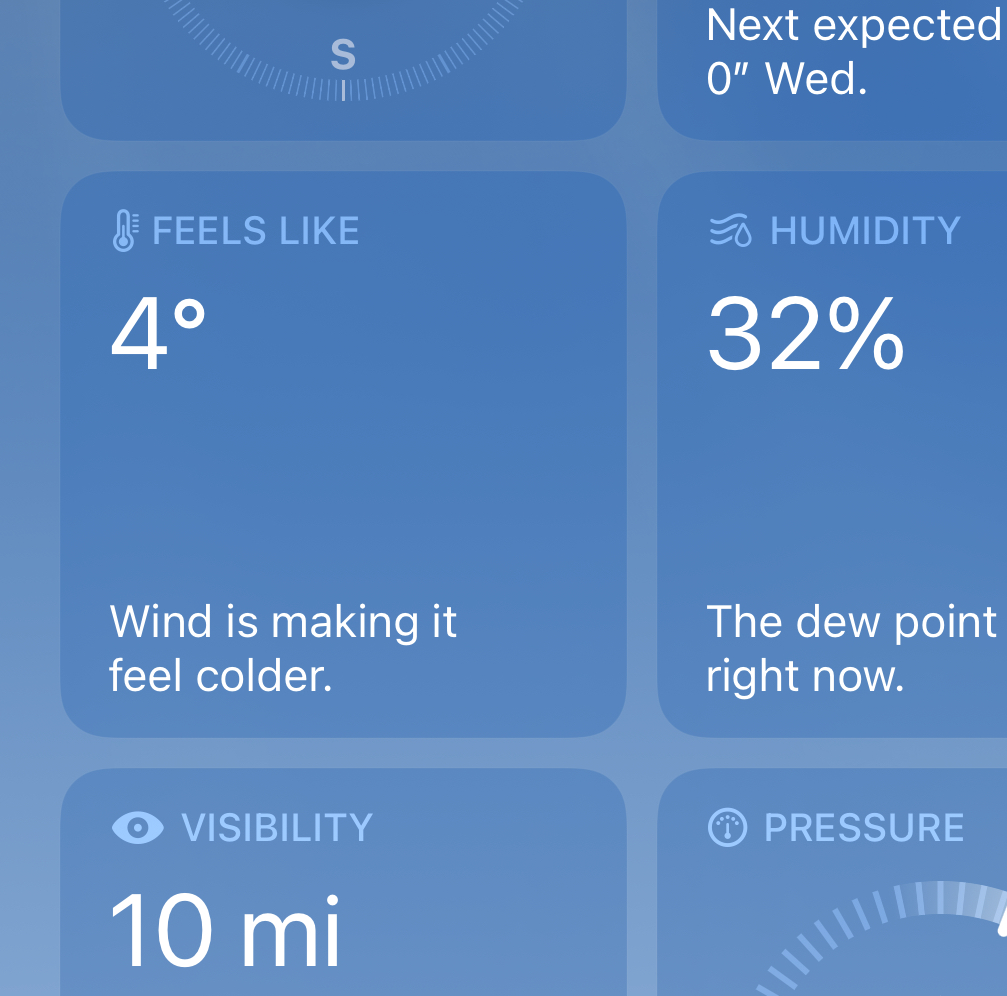 S
Next expected
0″ Wed.
FEELS LIKE
4°
Wind is making it
feel colder.
HUMIDITY
32%
The dew point
right now.
VISIBILITY
10 mi
PRESSURE